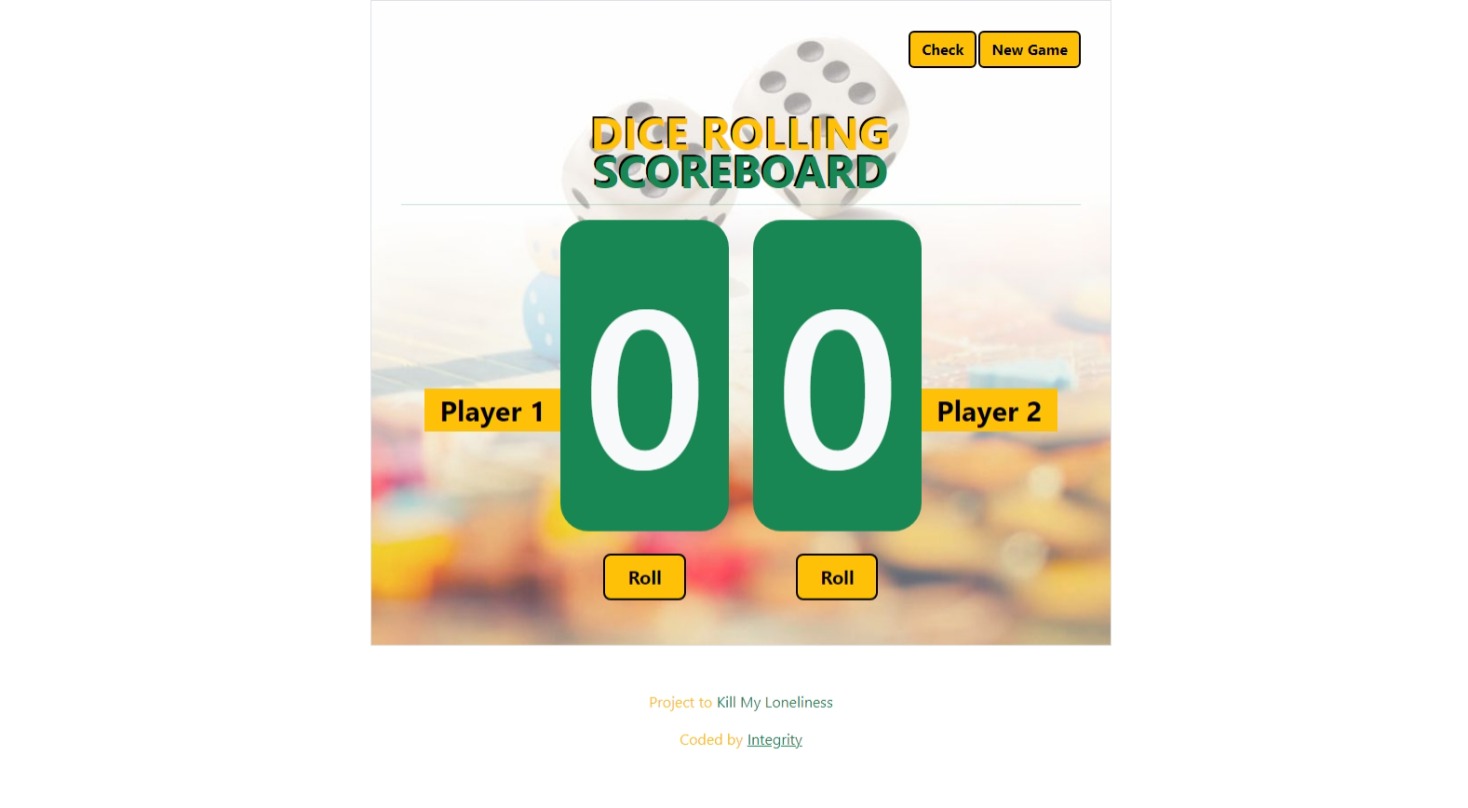 Check New Game
DICE ROLLING
SCOREBOARD
0 0
Player 1 Player 2
Roll Roll
Project to Kill My Loneliness
Coded by Integrity